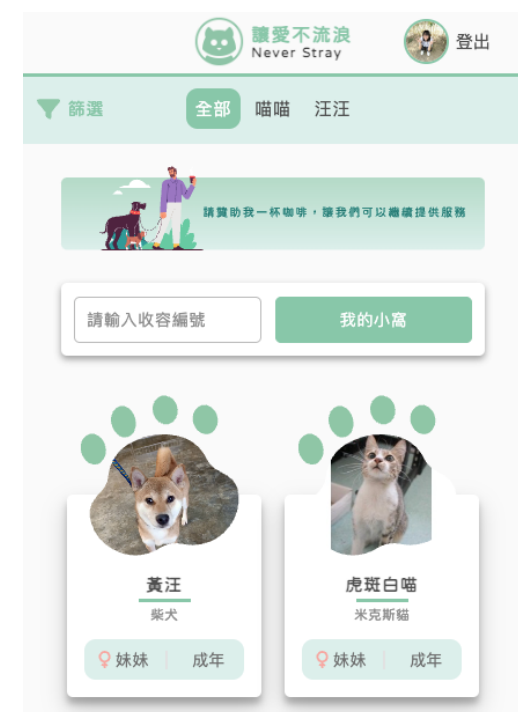 讓愛不流浪
Never Stray
登出
篩選
全部 喵喵 汪汪
請贊助我一杯咖啡,讓我們可以繼續提供服務
請輸入收容編號
我的小窩
黃汪
柴犬
妹妹 成年
虎斑白喵
米克斯貓
妹妹 成年